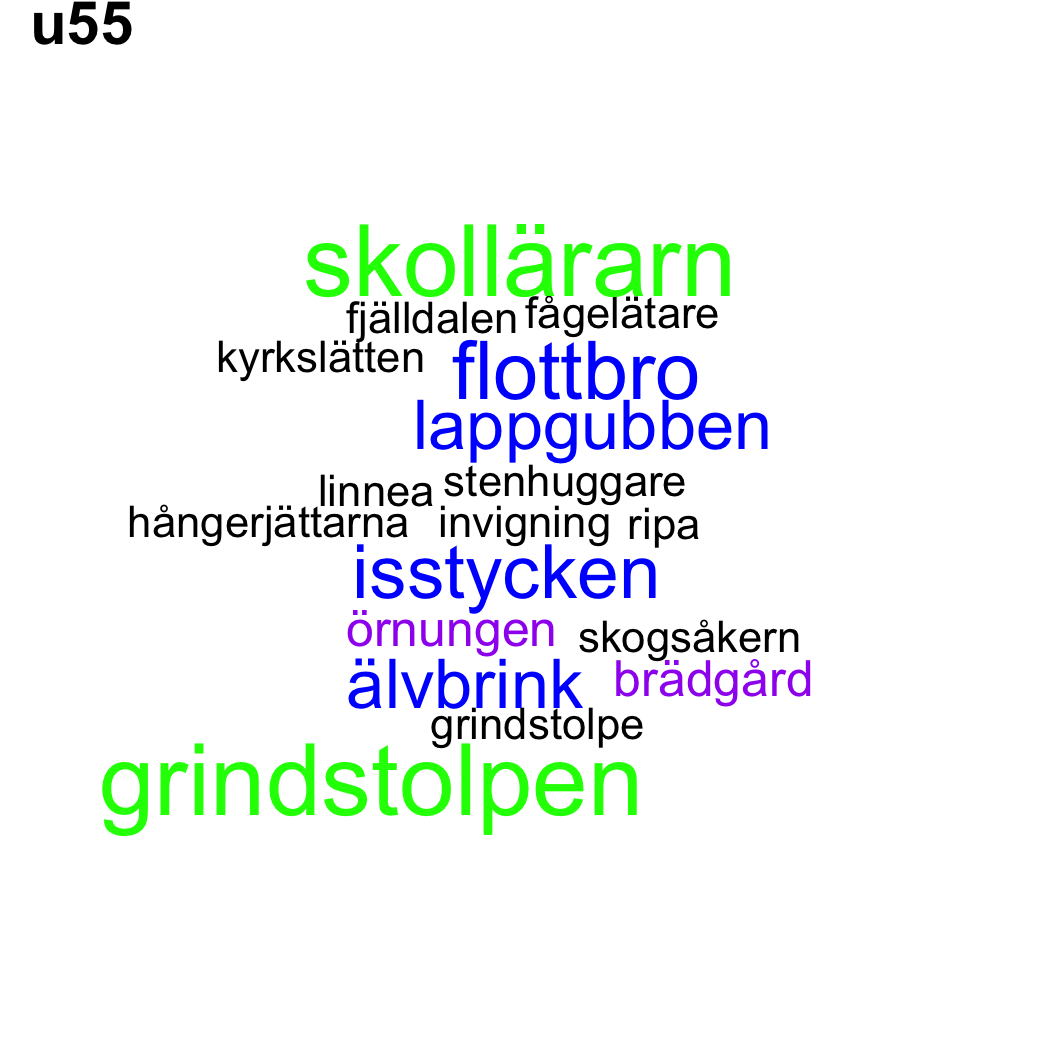 u55
skollärarn
fjälldalen fågelätare
kyrkslätten flottbro
lappgubben
linnea stenhuggare
hångerjättarna invigning ripa
isstycken
örnungen skogsåkern
älvbrink brädgård
grindstolpe
grindstolpen